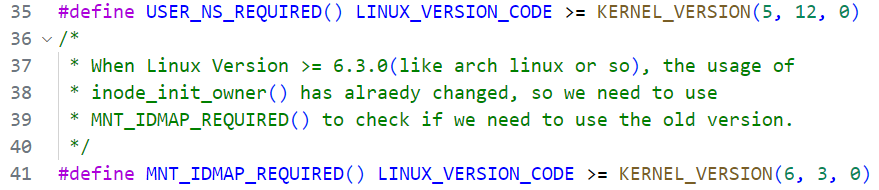 35 #define USER_NS_REQUIRED() LINUX_VERSION_CODE >= KERNEL_VERSION(5, 12, 0)
36 /*
37 * When Linux Version >= 6.3.0(like arch linux or so), the usage of
38 * inode_init_owner() has alraedy changed, so we need to use
39 * MNT_IDMAP_REQUIRED() to check if we need to use the old version.
40 */
41 #define MNT_IDMAP_REQUIRED() LINUX_VERSION_CODE >= KERNEL_VERSION(6, 3, 0)